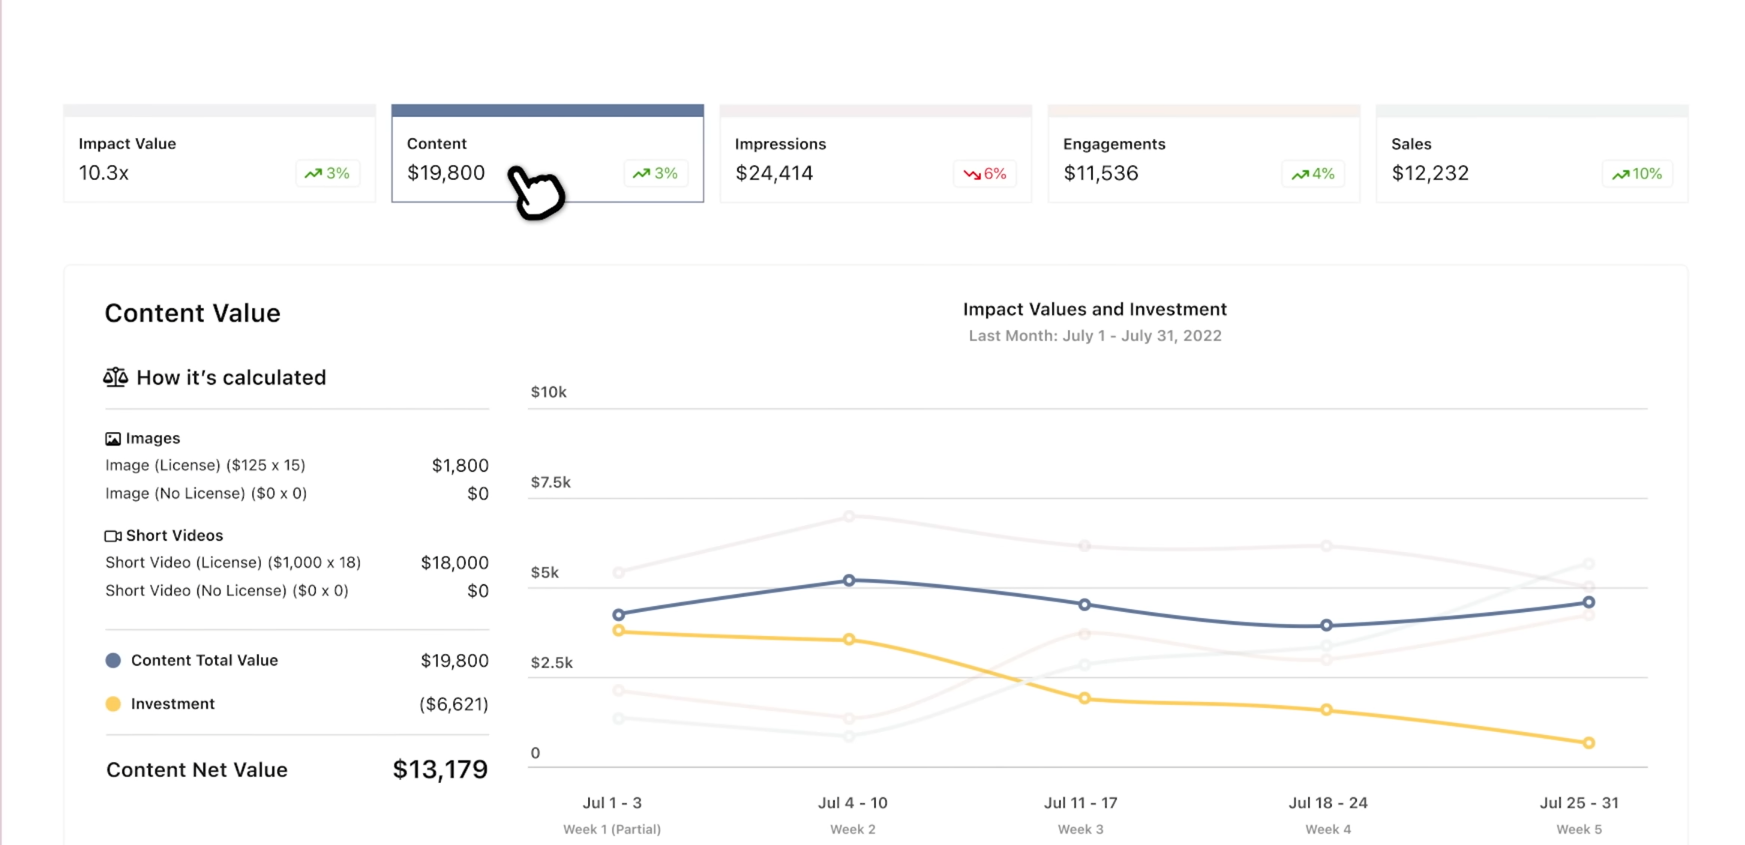 Impact Value
10.3x
3%
Content
$19,800
3%
Impressions
$24,414
6%
Engagements
$11,536
4%
Sales
$12,232
10%
Content Value
How it's calculated
Images
Image (License) ($125 x 15) $1,800
Image (No License) ($0 x 0) $0
Short Videos
Short Video (License) ($1,000 x 18) $18,000
Short Video (No License) ($0 x 0) $0
Content Total Value $19,800
Investment ($6,621)
Content Net Value $13,179
Impact Values and Investment
Last Month: July 1 - July 31, 2022
$10k
$7.5k
$5k
$2.5k
0
Jul 1 - 3
Week 1 (Partial)
Jul 4 - 10
Week 2
Jul 11 - 17
Week 3
Jul 18 - 24
Week 4
Jul 25 - 31
Week 5